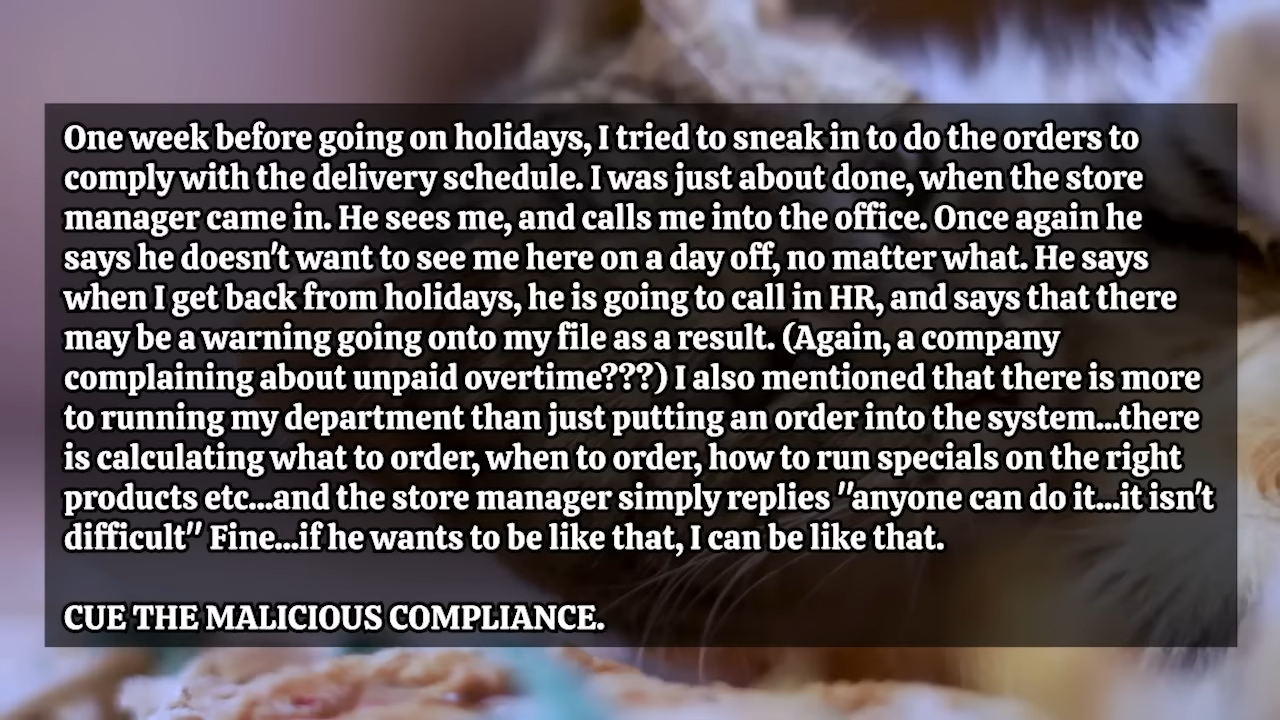 One week before going on holidays, I tried to sneak in to do the orders to
comply with the delivery schedule. I was just about done, when the store
manager came in. He sees me, and calls me into the office. Once again he
says he doesn't want to see me here on a day off, no matter what. He says
when I get back from holidays, he is going to call in HR, and says that there
may be a warning going onto my file as a result. (Again, a company
complaining about unpaid overtime???) I also mentioned that there is more
to running my department than just putting an order into the system...there
is calculating what to order, when to order, how to run specials on the right
products etc...and the store manager simply replies "anyone can do it...it isn't
difficult" Fine...if he wants to be like that, I can be like that.
CUE THE MALICIOUS COMPLIANCE.